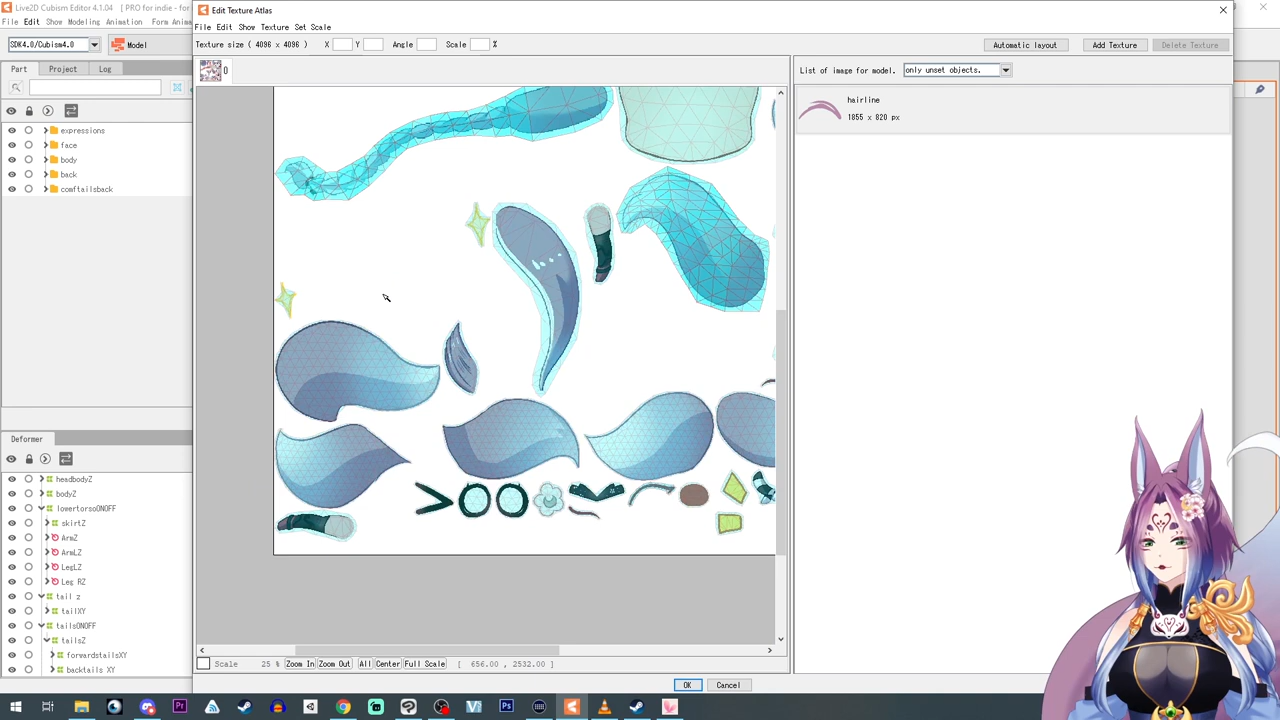 Live2D Cubism Editor 4.1.04 [ PRO for indie -
File Edit Show Modeling Animation Form Anima
SDK4.0/Cubism4.0
Model
Part Project Log
expressions
face
body
back
comftailsback
Deformer
headbodyZ
bodyZ
lowertorsoONOFF
skirtZ
ArmZ
ArmLZ
LegLZ
Leg RZ
tail z
tailXY
tailsONOFF
tailsZ
forwardstailsXY
backtails XY
Edit Texture Atlas
File Edit Show Texture Set Scale
Texture size ( 4096 x 4096 ) X Y Angle Scale %
Automatic layout Add Texture Delete Texture
0
List of image for model. only unset objects.
hairline
1855 x 820 px
Scale 25 % Zoom In Zoom Out All Center Full Scale [ 656.00 , 2532.00 ]
OK Cancel
Pr
Ps